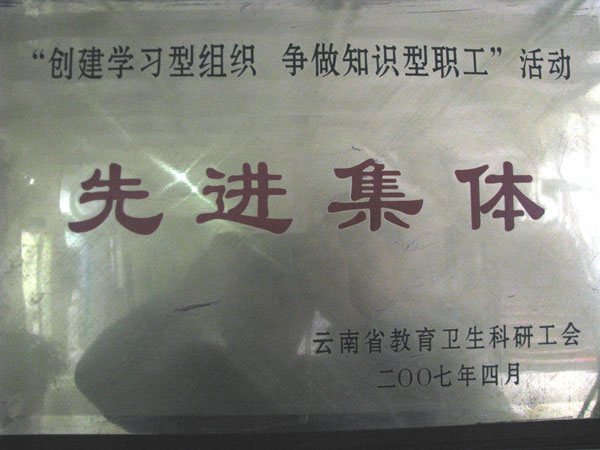 “创建学习型组织 争做知识型职工”活动
先进集体
云南省教育卫生科研工会
二〇〇七年四月